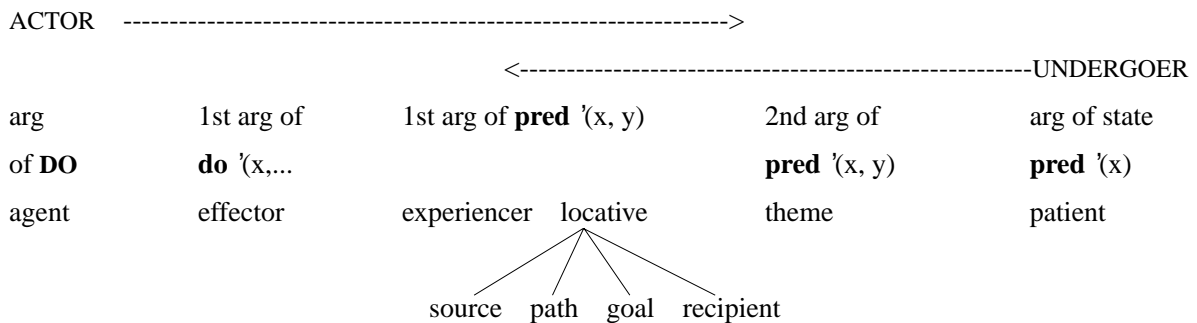 ACTOR ----------------------------------------------------------------->
<-------------------------------------------------------UNDERGOER
arg 1st arg of 1st arg of pred '(x, y) 2nd arg of arg of state
of DO do '(x,... pred '(x, y) pred '(x)
agent effector experiencer locative theme patient
source path goal recipient